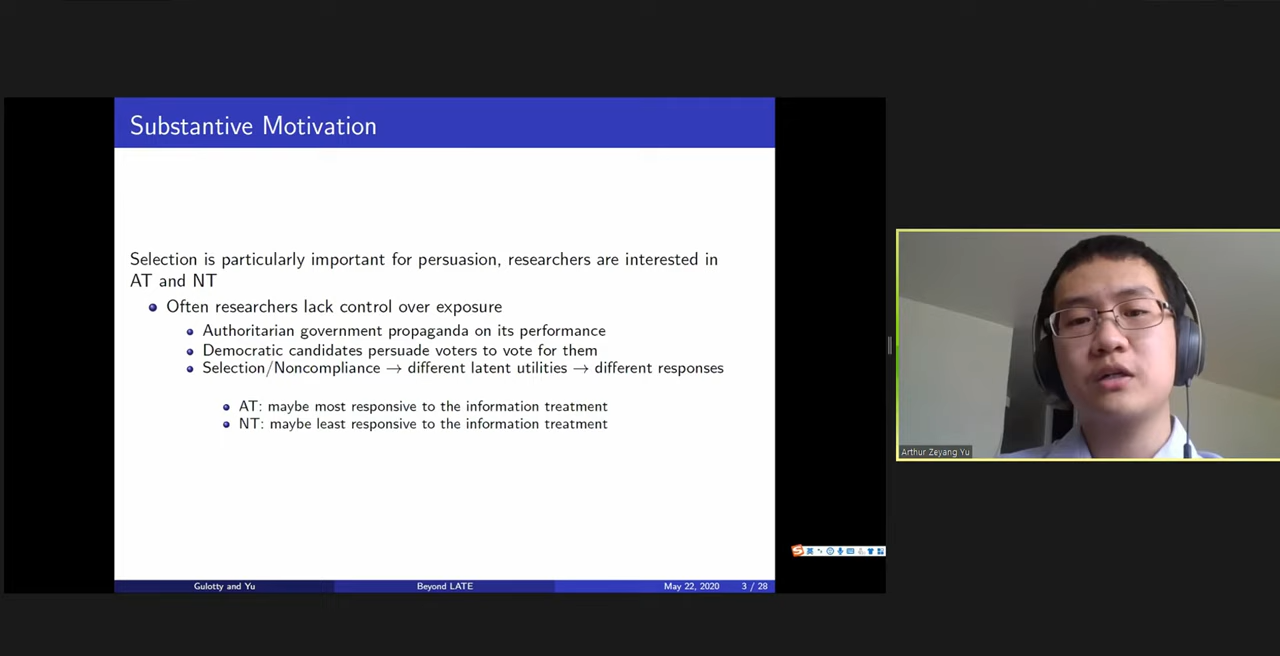 Substantive Motivation
Selection is particularly important for persuasion, researchers are interested in
AT and NT
Often researchers lack control over exposure
Authoritarian government propaganda on its performance
Democratic candidates persuade voters to vote for them
Selection/Noncompliance → different latent utilities → different responses
AT: maybe most responsive to the information treatment
NT: maybe least responsive to the information treatment
Arthur Zeyang Yu
Gulotty and Yu
Beyond LATE
May 22, 2020
3 / 28